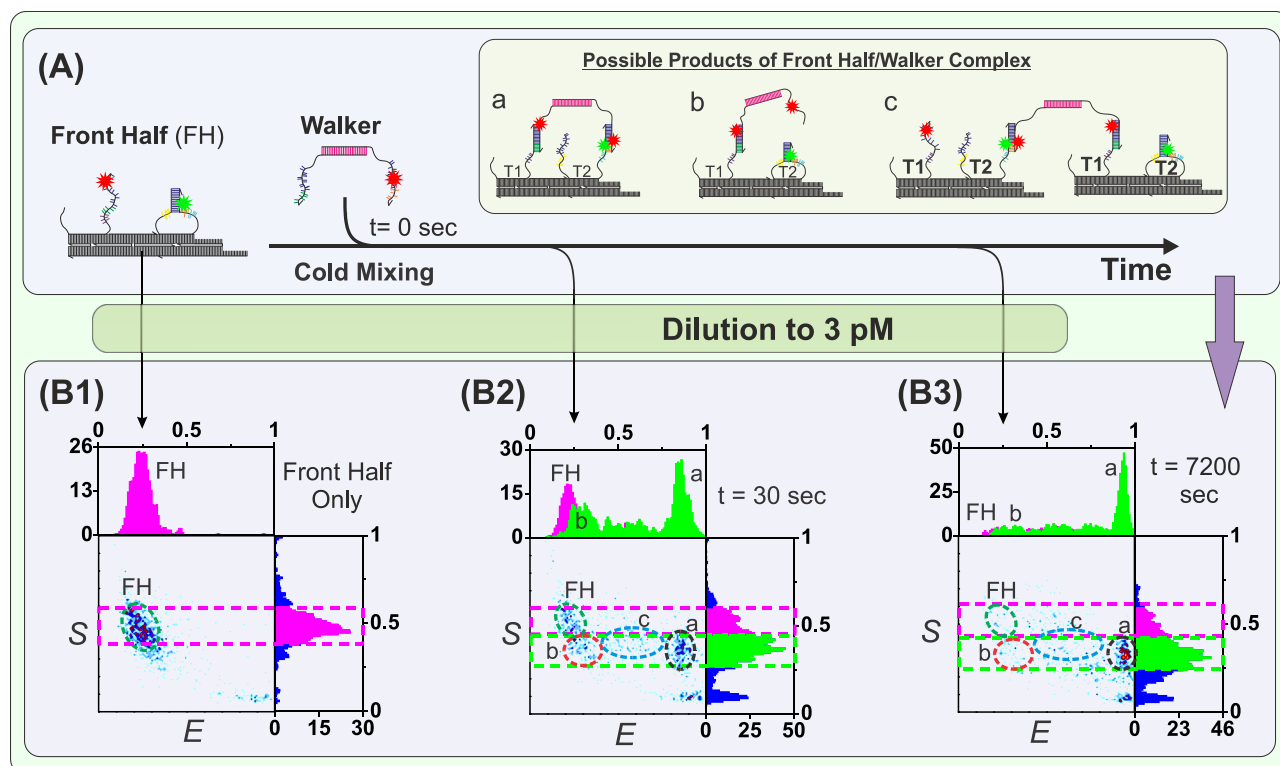 (A)
Possible Products of Front Half/Walker Complex
a
b
c
Front Half (FH)
Walker
T1
T2
T1
T2
T1
T2
T1
T2
t= 0 sec
Cold Mixing
Time
Dilution to 3 pM
(B1)
0
0.5
1
26
13
0
FH
Front Half
Only
FH
S
1
0.5
0
E
0
15
30
(B2)
0
0.5
1
30
15
0
FH
b
a
t = 30 sec
FH
c
a
b
S
1
0.5
0
E
0
25
50
(B3)
0
0.5
1
50
25
0
FH
b
a
t = 7200
sec
FH
c
a
3
b
S
1
0.5
0
E
0
23
46